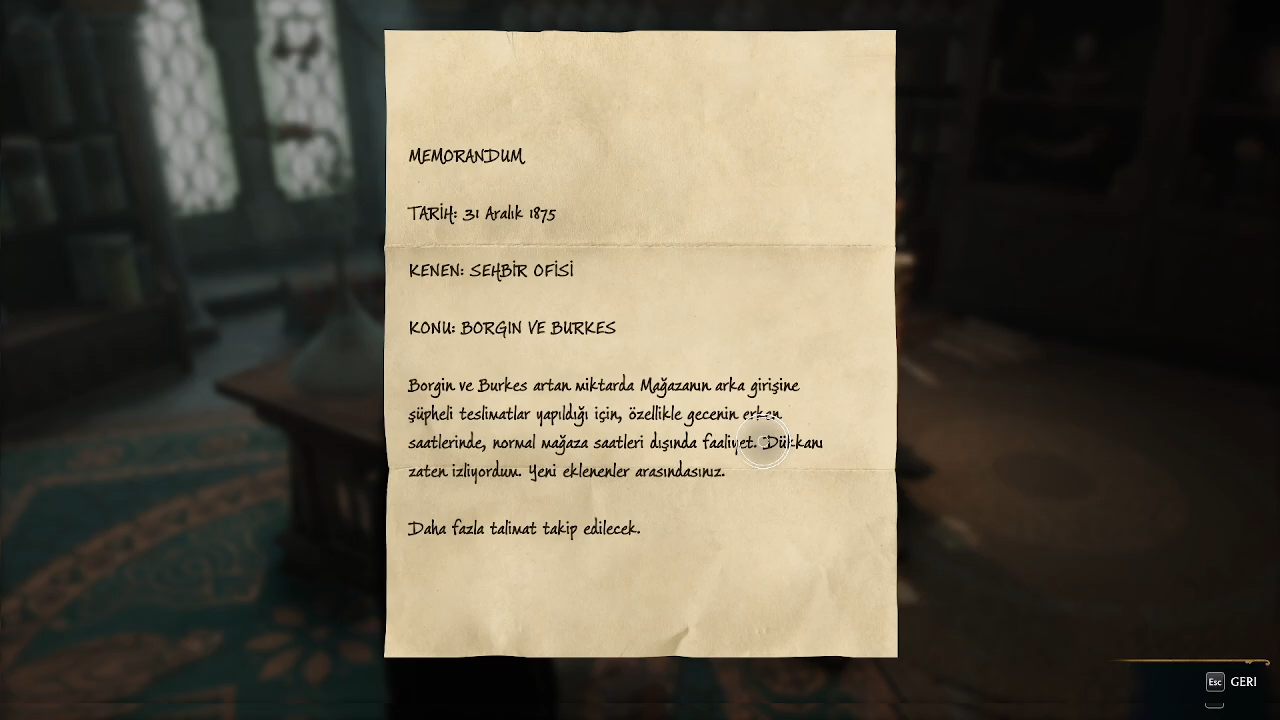 MEMORANDUM
TARİH: 31 Aralık 1875
KENEN: SEHBİR OFİSİ
KONU: BORGIN VE BURKES
Borgin ve Burkes artan miktarda Mağazanın arka girişine
şüpheli teslimatlar yapıldığı için, özellikle gecenin erken
saatlerinde, normal mağaza saatleri dışında faaliyet. Dükkanı
zaten izliyordum. Yeni eklenenler arasındasınız.
Daha fazla talimat takip edilecek.
Esc GERI